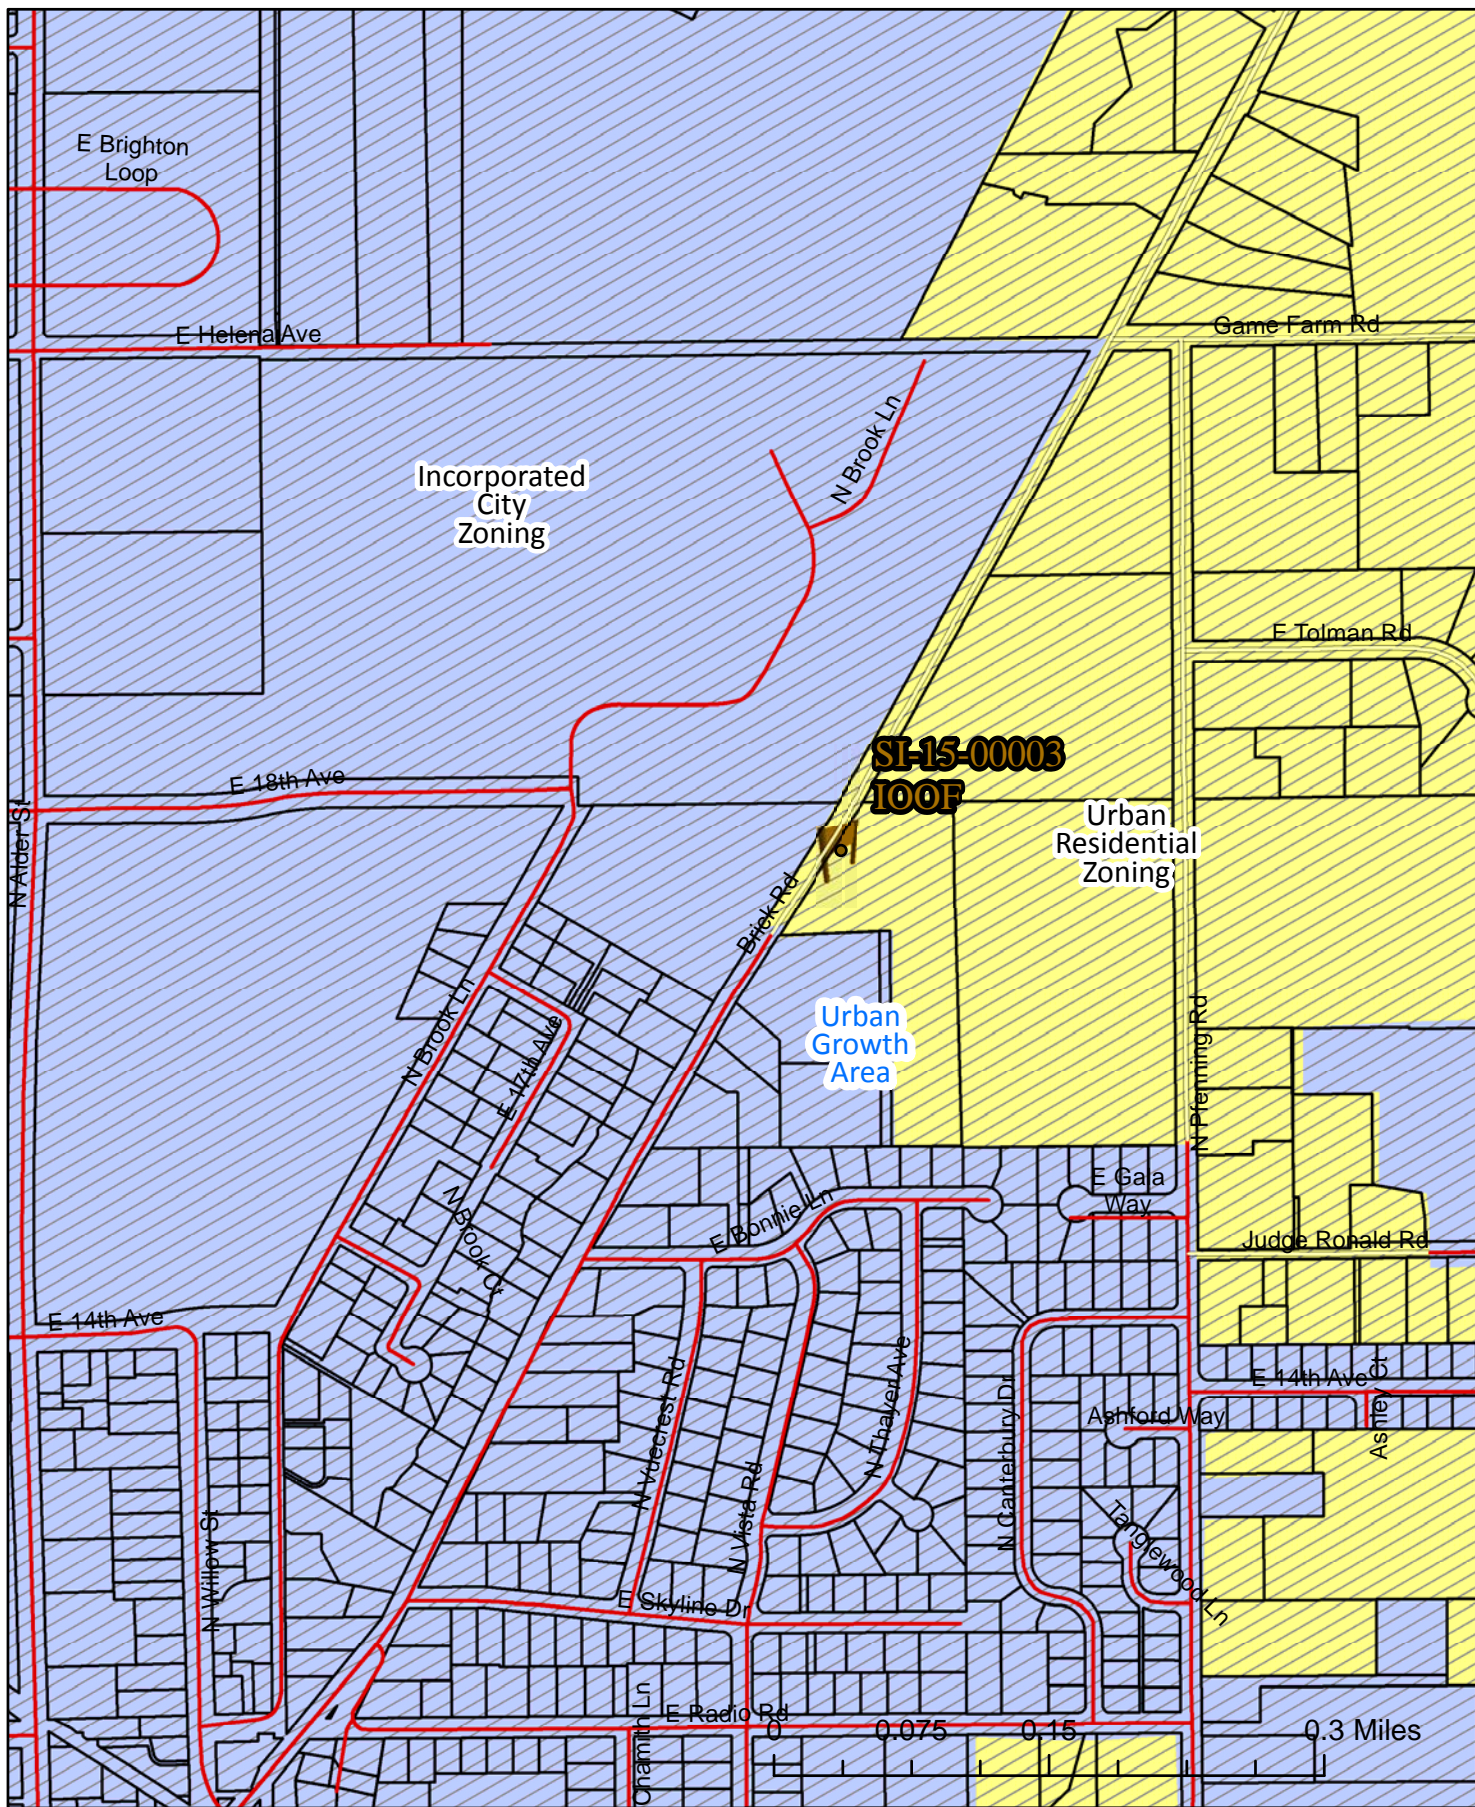 E Brighton
Loop
E Helena Ave
Game Farm Rd
N Brook Ln
Incorporated
City
Zoning
E Tolman Rd
SI-15-00003
IOOF
E 18th Ave
Urban
Residential
Zoning
N Alder St
Brick Rd
Urban
Growth
Area
N Brook Ln
E 17th Ave
N Pfenning Rd
E Gala
Way
N Brook Ct
E Bonnie Ln
Judge Ronald Rd
E 14th Ave
E 14th Ave
Ashley Ct
Ashford Way
N Vuecrest Rd
N Thayer Ave
N Canterbury Dr
N Vista Rd
Tanglewood Ln
N Willow St
E Skyline Dr
E Radio Rd
Chamith Ln
0 0.075 0.15 0.3 Miles